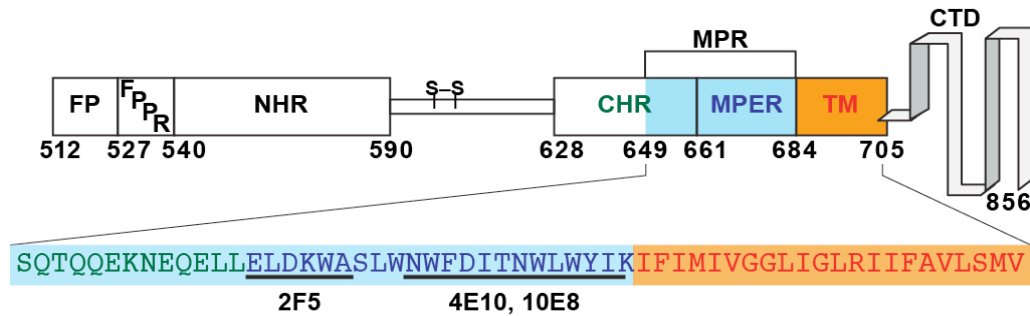 CTD
MPR
S–S
FP FPPR NHR CHR MPER TM
512 527 540 590 628 649 661 684 705
856
SQTQQEKNEQELLELDKWASLWNWFDITNWLWYIKIFIMIVGGLIGLRIIFAVLSMV
2F5 4E10, 10E8